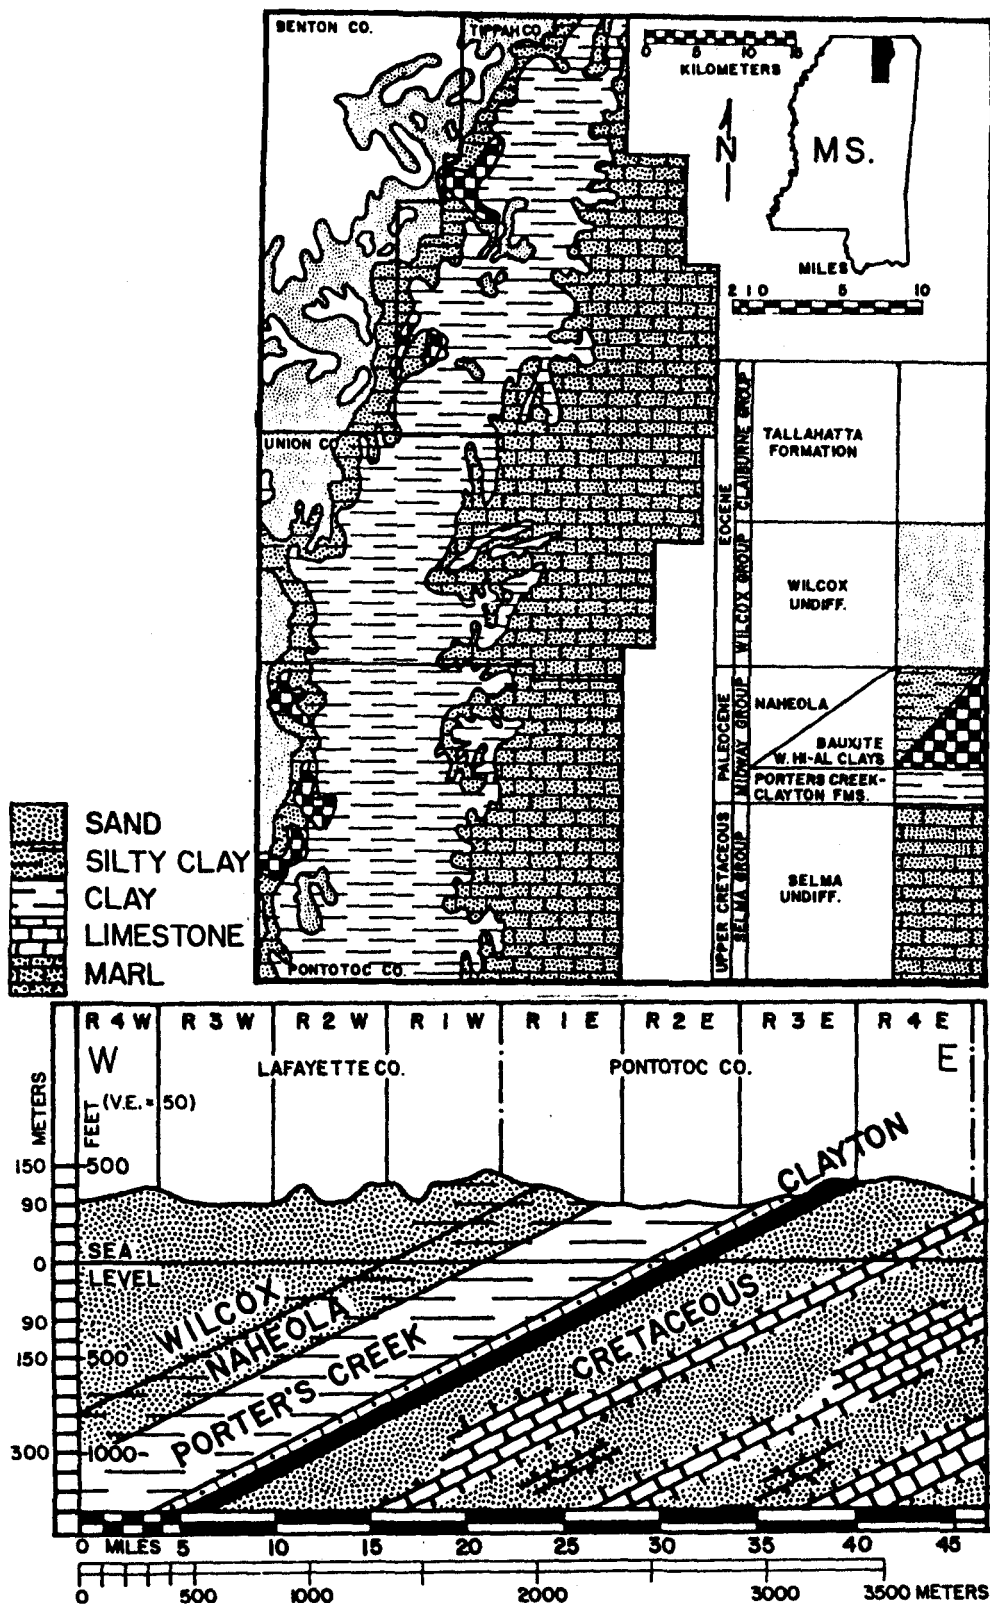 BENTON CO.
TIPPAH CO.
0 5 10 15
KILOMETERS
N
MS.
MILES
2 1 0 5 10
UNION CO.
PONTOTOC CO.
EOCENE
CLAIBURNE GROUP
TALLAHATTA
FORMATION
WILCOX GROUP
WILCOX
UNDIFF.
PALEOCENE
MIDWAY GROUP
NAHEOLA
BAUXITE
W. HI-AL CLAYS
PORTERS CREEK-
CLAYTON FMS.
UPPER CRETACEOUS
SELMA GROUP
SELMA
UNDIFF.
SAND
SILTY CLAY
CLAY
LIMESTONE
MARL
R 4 W R 3 W R 2 W R 1 W R 1 E R 2 E R 3 E R 4 E
W
LAFAYETTE CO.
PONTOTOC CO.
E
METERS
FEET
(V.E. = 50)
150 500
90
SEA
0
LEVEL
90
150 500
300 1000
CLAYTON
WILCOX
NAHEOLA
PORTER'S CREEK
CRETACEOUS
0 MILES 5 10 15 20 25 30 35 40 45
0 500 1000 2000 3000 3500 METERS